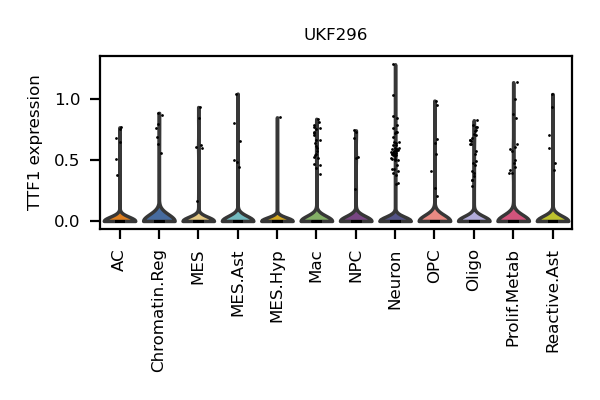 UKF296
TTF1 expression
1.0
0.5
0.0
AC
Chromatin.Reg
MES
MES.Ast
MES.Hyp
Mac
NPC
Neuron
OPC
Oligo
Prolif.Metab
Reactive.Ast